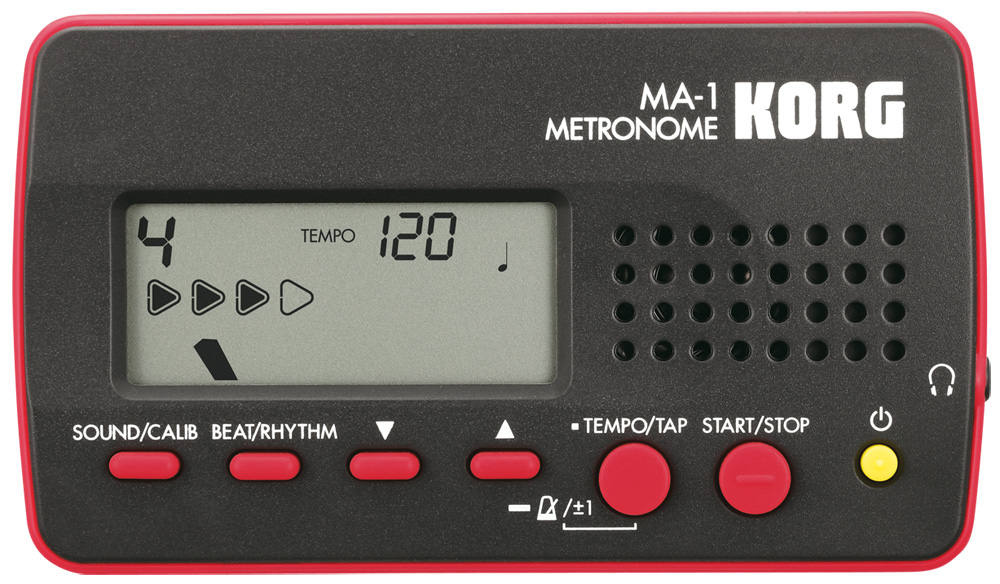 MA-1
METRONOME KORG
4 TEMPO 120
SOUND/CALIB BEAT/RHYTHM ▼ ▲ TEMPO/TAP START/STOP
/±1